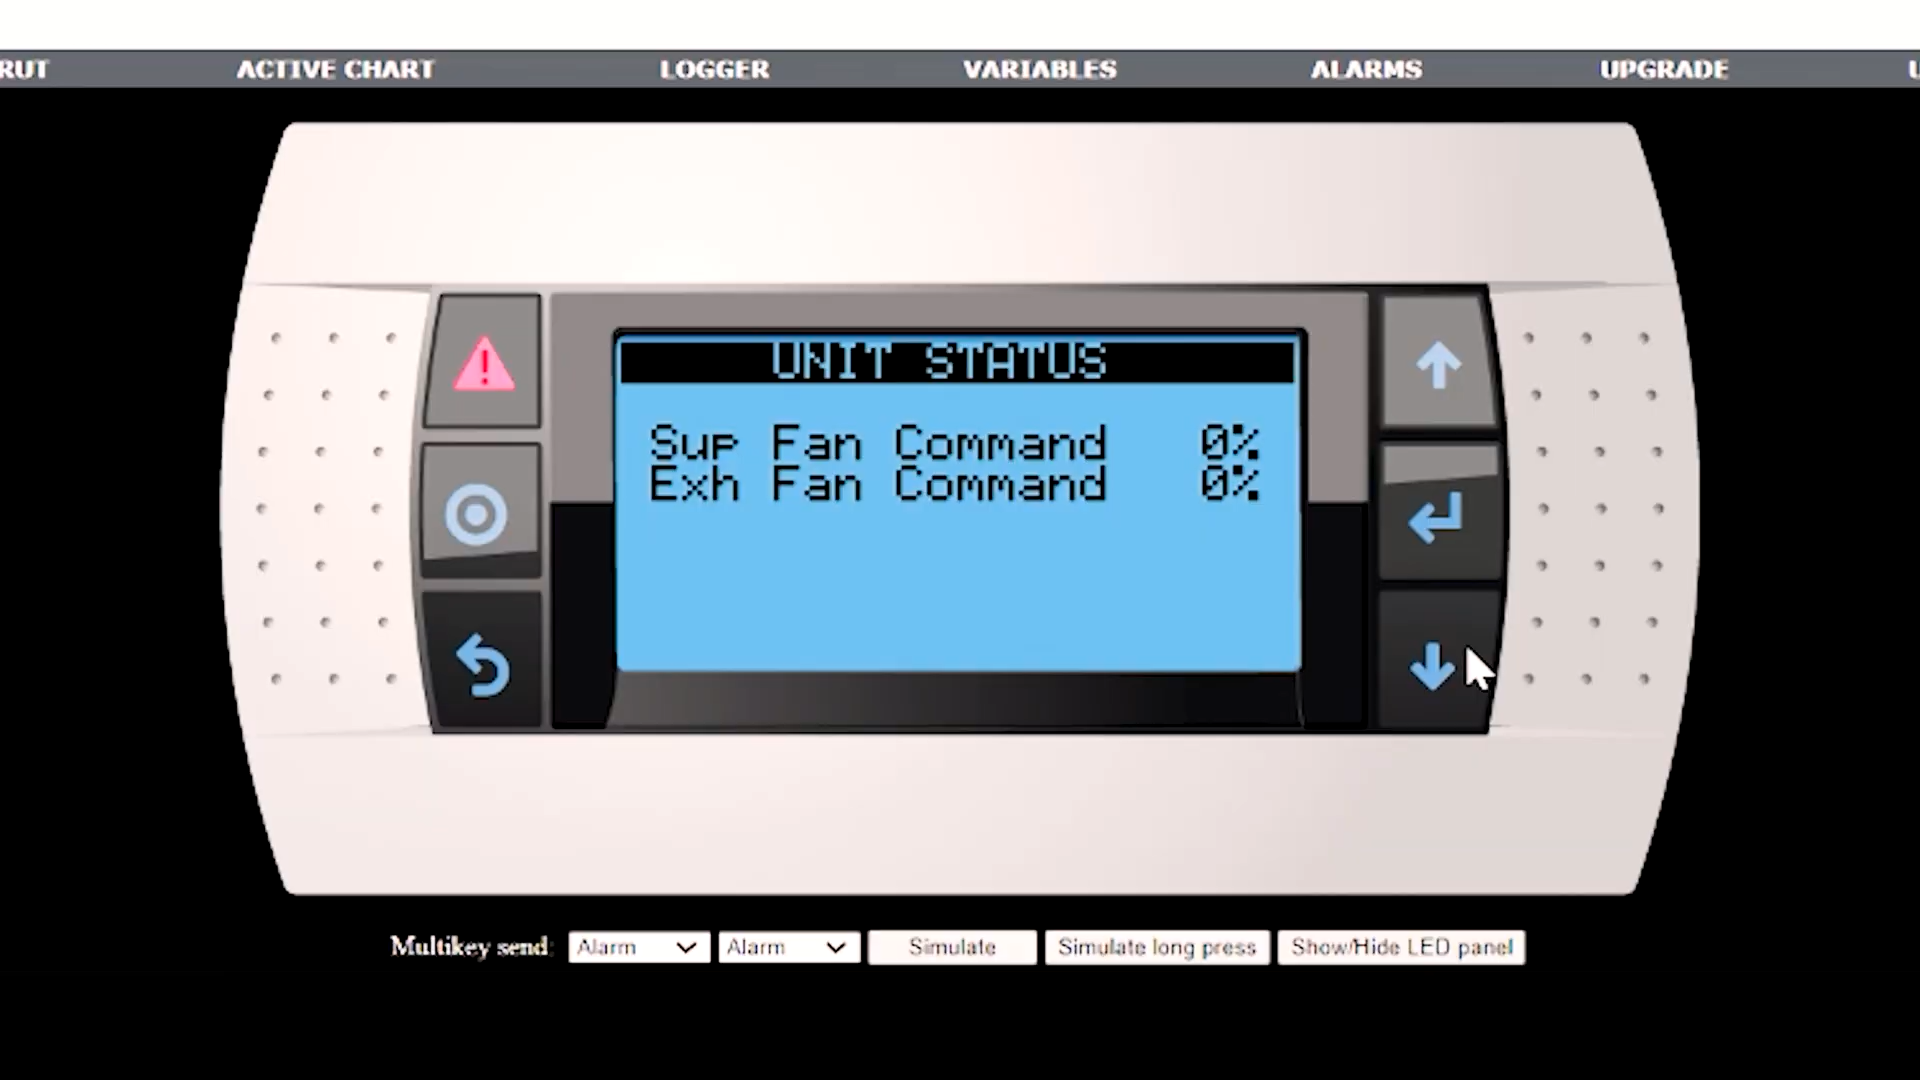 RUT ACTIVE CHART LOGGER VARIABLES ALARMS UPGRADE
UNIT STATUS
Sup Fan Command 0%
Exh Fan Command 0%
Multikey send: Alarm Alarm Simulate Simulate long press Show/Hide LED panel